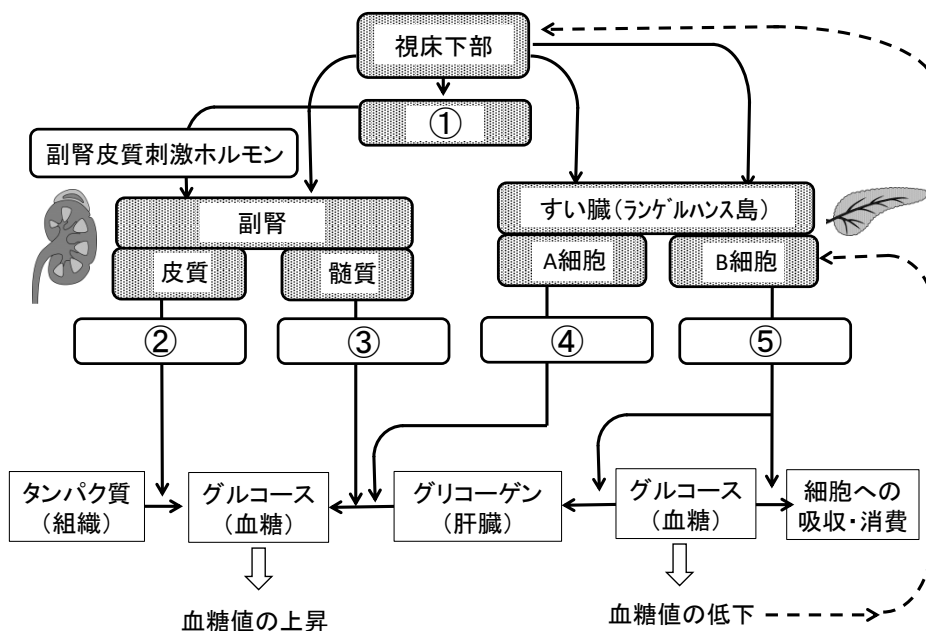 視床下部
①
副腎皮質刺激ホルモン
副腎
すい臓(ランゲルハンス島)
皮質
髄質
A細胞
B細胞
②
③
④
⑤
タンパク質
(組織)
グルコース
(血糖)
グリコーゲン
(肝臓)
グルコース
(血糖)
細胞への
吸収・消費
血糖値の上昇
血糖値の低下